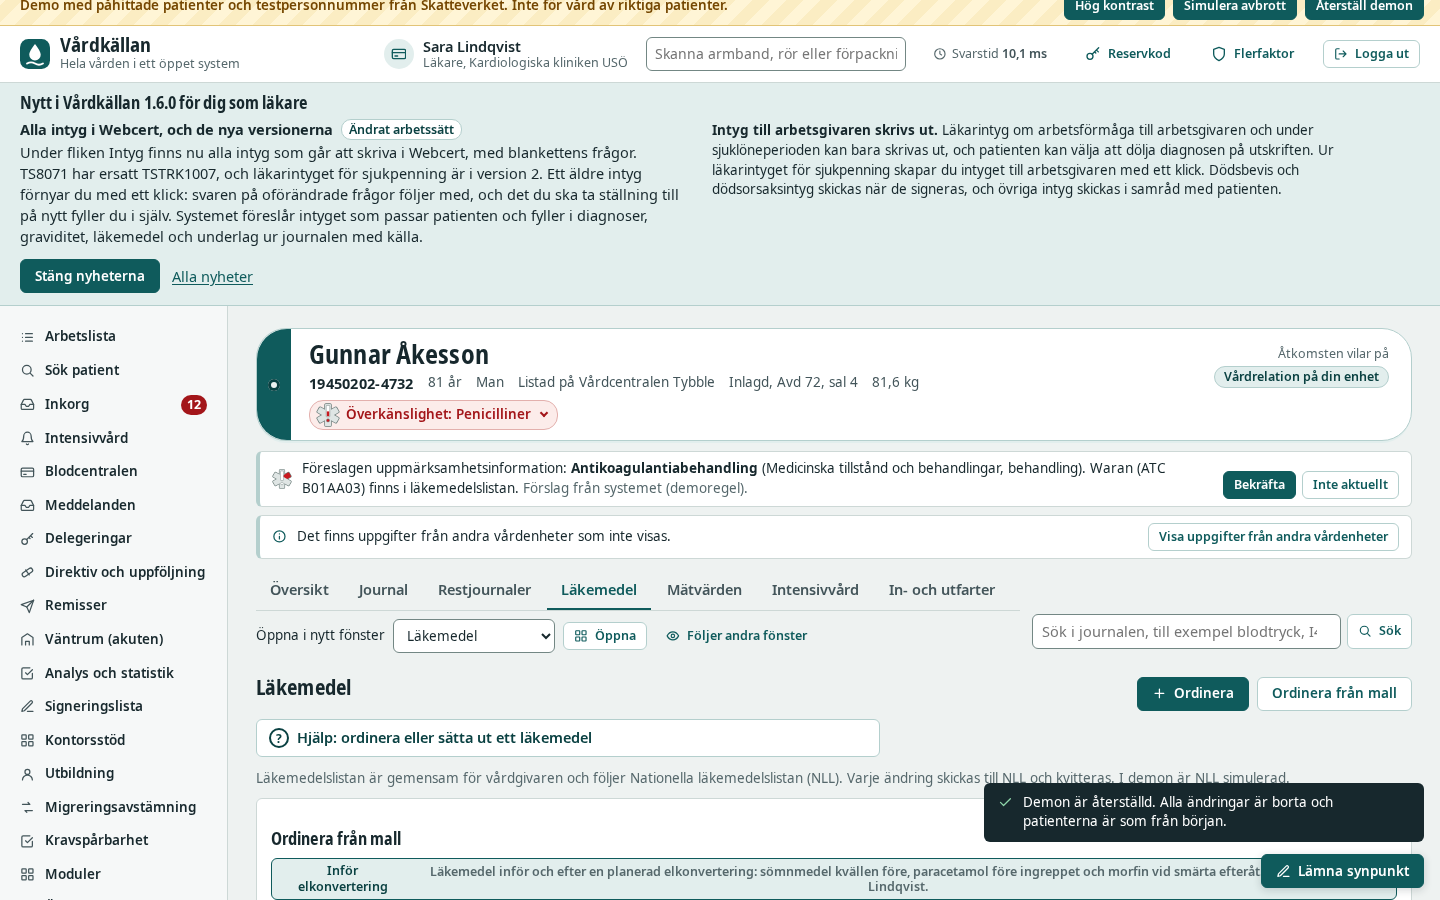 Demo med påhittade patienter och testpersonnummer från Skatteverket. Inte för vård av riktiga patienter.
Hög kontrast
Simulera avbrott
Återställ demon
Vårdkällan
Hela vården i ett öppet system
Sara Lindqvist
Läkare, Kardiologiska kliniken USÖ
Skanna armband, rör eller förpackni
Svarstid 10,1 ms
Reservkod
Flerfaktor
Logga ut
Nytt i Vårdkällan 1.6.0 för dig som läkare
Alla intyg i Webcert, och de nya versionerna
Ändrat arbetssätt
Under fliken Intyg finns nu alla intyg som går att skriva i Webcert, med blankettens frågor.
TS8071 har ersatt TSTRK1007, och läkarintyget för sjukpenning är i version 2. Ett äldre intyg
förnyar du med ett klick: svaren på oförändrade frågor följer med, och det du ska ta ställning till
på nytt fyller du i själv. Systemet föreslår intyget som passar patienten och fyller i diagnoser,
graviditet, läkemedel och underlag ur journalen med källa.
Intyg till arbetsgivaren skrivs ut. Läkarintyg om arbetsförmåga till arbetsgivaren och under
sjuklöneperioden kan bara skrivas ut, och patienten kan välja att dölja diagnosen på utskriften. Ur
läkarintyget för sjukpenning skapar du intyget till arbetsgivaren med ett klick. Dödsbevis och
dödsorsaksintyg skickas när de signeras, och övriga intyg skickas i samråd med patienten.
Stäng nyheterna
Alla nyheter
Arbetslista
Sök patient
Inkorg
12
Intensivvård
Blodcentralen
Meddelanden
Delegeringar
Direktiv och uppföljning
Remisser
Väntrum (akuten)
Analys och statistik
Signeringslista
Kontorsstöd
Utbildning
Migreringsavstämning
Kravspårbarhet
Moduler
Gunnar Åkesson
19450202-4732
81 år
Man
Listad på Vårdcentralen Tybble
Inlagd, Avd 72, sal 4
81,6 kg
Överkänslighet: Penicilliner
Åtkomsten vilar på
Vårdrelation på din enhet
Föreslagen uppmärksamhetsinformation: Antikoagulantiabehandling (Medicinska tillstånd och behandlingar, behandling). Waran (ATC
B01AA03) finns i läkemedelslistan. Förslag från systemet (demoregel).
Bekräfta
Inte aktuellt
Det finns uppgifter från andra vårdenheter som inte visas.
Visa uppgifter från andra vårdenheter
Översikt
Journal
Restjournaler
Läkemedel
Mätvärden
Intensivvård
In- och utfarter
Öppna i nytt fönster
Läkemedel
Öppna
Följer andra fönster
Sök i journalen, till exempel blodtryck, I
Sök
Läkemedel
Ordinera
Ordinera från mall
Hjälp: ordinera eller sätta ut ett läkemedel
Läkemedelslistan är gemensam för vårdgivaren och följer Nationella läkemedelslistan (NLL). Varje ändring skickas till NLL och kvitteras. I demon är NLL simulerad.
Demon är återställd. Alla ändringar är borta och
patienterna är som från början.
Ordinera från mall
Inför
elkonvertering
Läkemedel inför och efter en planerad elkonvertering: sömnmedel kvällen före, paracetamol före ingreppet och morfin vid smärta efteråt
Lindqvist.
Lämna synpunkt